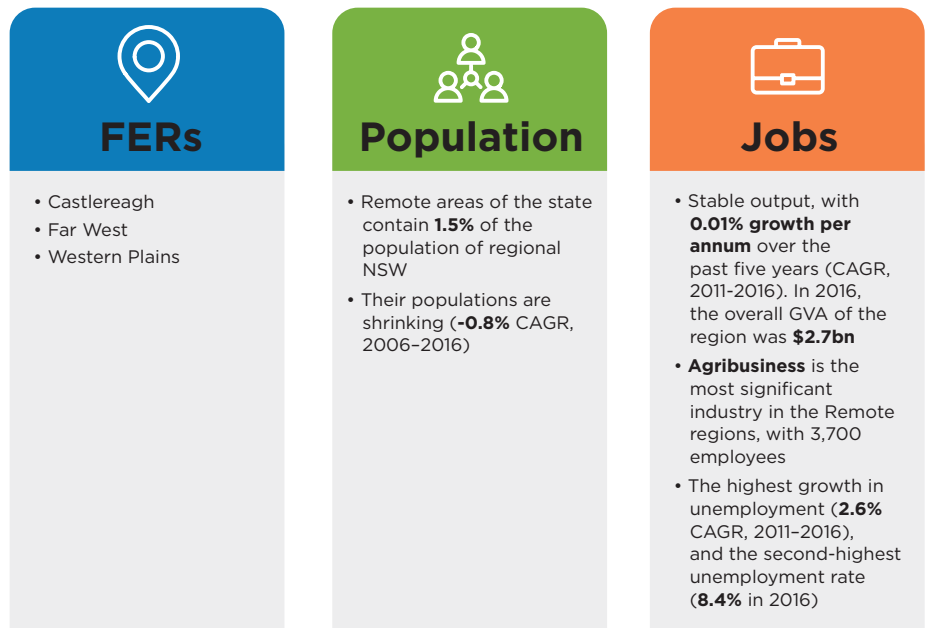 FERs
• Castlereagh
• Far West
• Western Plains
Population
• Remote areas of the state
contain 1.5% of the
population of regional
NSW
• Their populations are
shrinking (-0.8% CAGR,
2006–2016)
Jobs
• Stable output, with
0.01% growth per
annum over the
past five years (CAGR,
2011-2016). In 2016,
the overall GVA of the
region was $2.7bn
• Agribusiness is the
most significant
industry in the Remote
regions, with 3,700
employees
• The highest growth in
unemployment (2.6%
CAGR, 2011–2016),
and the second-highest
unemployment rate
(8.4% in 2016)